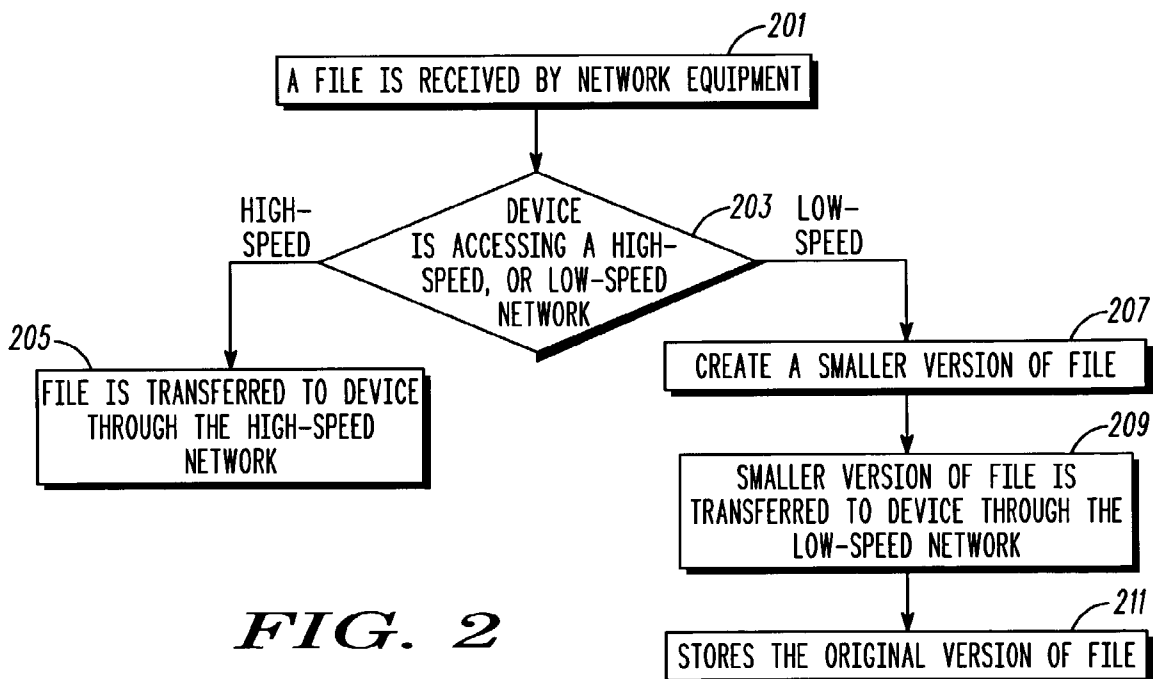 201
A FILE IS RECEIVED BY NETWORK EQUIPMENT
HIGH-
SPEED
DEVICE
IS ACCESSING A HIGH-
SPEED, OR LOW-SPEED
NETWORK
203
LOW-
SPEED
205
FILE IS TRANSFERRED TO DEVICE
THROUGH THE HIGH-SPEED
NETWORK
207
CREATE A SMALLER VERSION OF FILE
209
SMALLER VERSION OF FILE IS
TRANSFERRED TO DEVICE THROUGH THE
LOW-SPEED NETWORK
211
STORES THE ORIGINAL VERSION OF FILE
FIG. 2